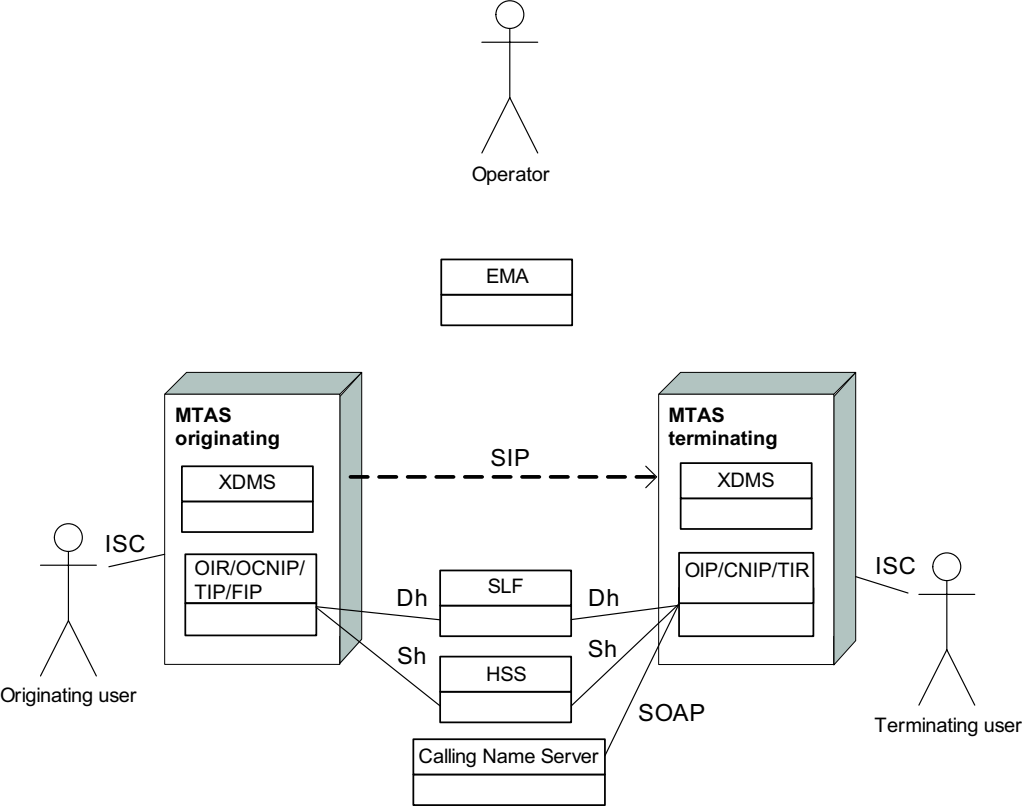 Operator
EMA
MTAS
originating
MTAS
terminating
SIP
XDMS
XDMS
ISC
OIR/OCNIP/
TIP/FIP
Dh
SLF
Dh
OIP/CNIP/TIR
ISC
Sh
HSS
Sh
Originating user
SOAP
Terminating user
Calling Name Server